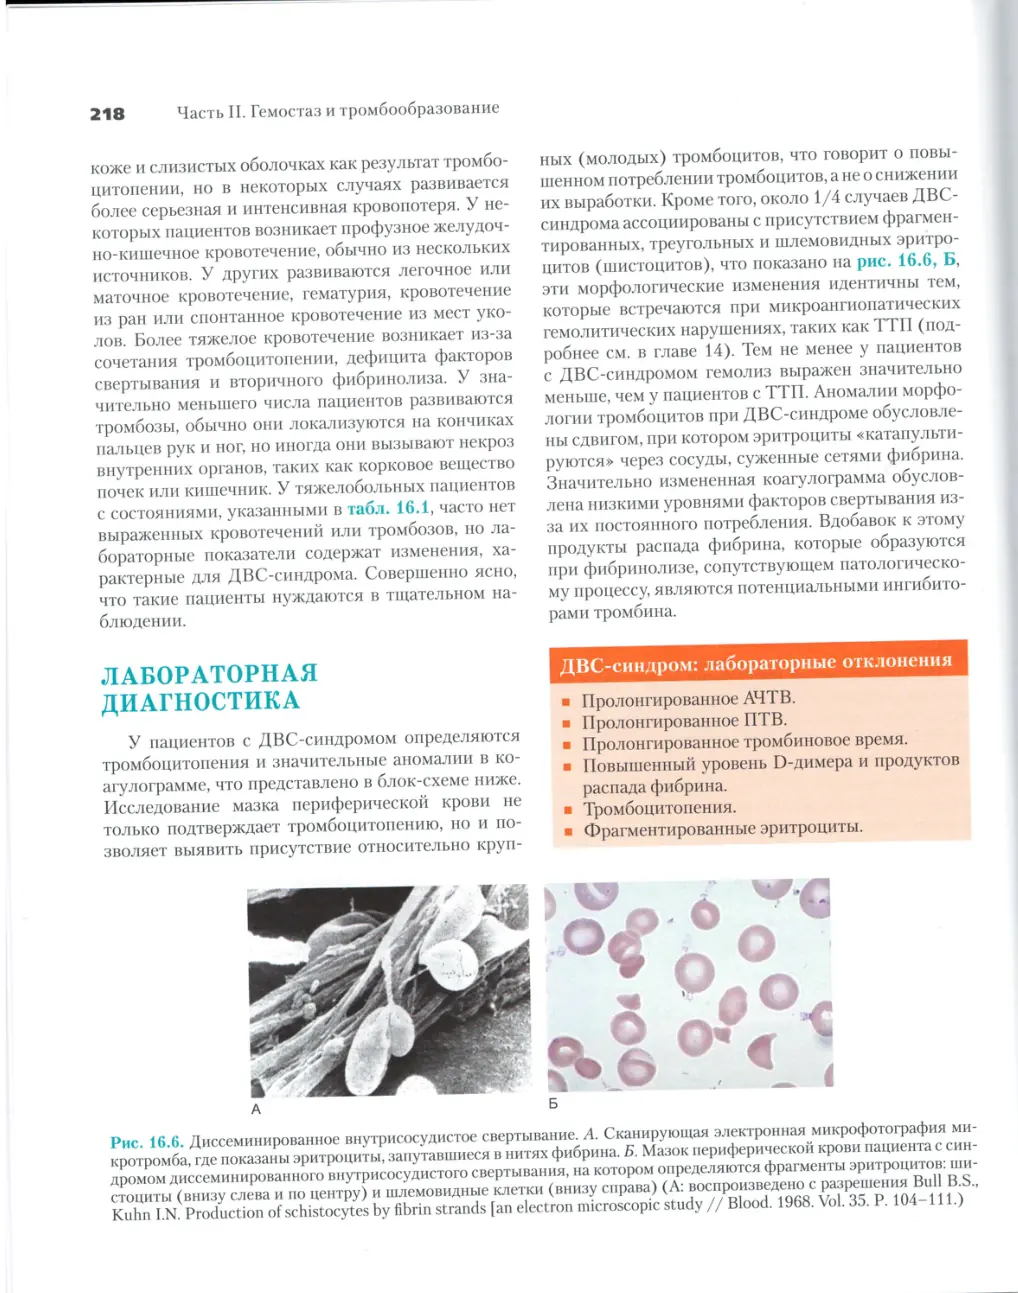 218 Часть II. Гемостаз и тромбообразование
коже и слизистых оболочках как результат тромбо-
цитопении, но в некоторых случаях развивается
более серьезная и интенсивная кровопотеря. У не-
которых пациентов возникает профузное желудоч-
но-кишечное кровотечение, обычно из нескольких
источников. У других развиваются легочное или
маточное кровотечение, гематурия, кровотечение
из ран или спонтанное кровотечение из мест уко-
лов. Более тяжелое кровотечение возникает из-за
сочетания тромбоцитопении, дефицита факторов
свертывания и вторичного фибринолиза. У зна-
чительно меньшего числа пациентов развиваются
тромбозы, обычно они локализуются на кончиках
пальцев рук и ног, но иногда они вызывают некроз
внутренних органов, таких как корковое вещество
почек или кишечник. У тяжелобольных пациентов
с состояниями, указанными в табл. 16.1, часто нет
выраженных кровотечений или тромбозов, но ла-
бораторные показатели содержат изменения, ха-
рактерные для ДВС-синдрома. Совершенно ясно,
что такие пациенты нуждаются в тщательном на-
блюдении.
ЛАБОРАТОРНАЯ
ДИАГНОСТИКА
У пациентов с ДВС-синдромом определяются
тромбоцитопения и значительные аномалии в ко-
агулограмме, что представлено в блок-схеме ниже.
Исследование мазка периферической крови не
только подтверждает тромбоцитопению, но и по-
зволяет выявить присутствие относительно круп-
ных (молодых) тромбоцитов, что говорит о повы-
шенном потреблении тромбоцитов, а не о снижении
их выработки. Кроме того, около 1/4 случаев ДВС-
синдрома ассоциированы с присутствием фрагмен-
тированных, треугольных и шлемовидных эритро-
цитов (шистоцитов), что показано на рис. 16.6, Б,
эти морфологические изменения идентичны тем,
которые встречаются при микроангиопатических
гемолитических нарушениях, таких как ТТП (под-
робнее см. в главе 14). Тем не менее у пациентов
с ДВС-синдромом гемолиз выражен значительно
меньше, чем у пациентов с ТТП. Аномалии морфо-
логии тромбоцитов при ДВС-синдроме обусловле-
ны сдвигом, при котором эритроциты «катапульти-
руются» через сосуды, суженные сетями фибрина.
Значительно измененная коагулограмма обуслов-
лена низкими уровнями факторов свертывания из-
за их постоянного потребления. Вдобавок к этому
продукты распада фибрина, которые образуются
при фибринолизе, сопутствующем патологическо-
му процессу, являются потенциальными ингибито-
рами тромбина.
ДВС-синдром: лабораторные отклонения
▪ Пролонгированное АЧТВ.
▪ Пролонгированное ПТВ.
▪ Пролонгированное тромбиновое время.
▪ Повышенный уровень D-димера и продуктов
распада фибрина.
▪ Тромбоцитопения.
▪ Фрагментированные эритроциты.
А
Б
Рис. 16.6. Диссеминированное внутрисосудистое свертывание. А. Сканирующая электронная микрофотография ми-
кротромба, где показаны эритроциты, запутавшиеся в нитях фибрина. Б. Мазок периферической крови пациента с син-
дромом диссеминированного внутрисосудистого свертывания, на котором определяются фрагменты эритроцитов: ши-
стоциты (внизу слева и по центру) и шлемовидные клетки (внизу справа) (А: воспроизведено с разрешения Bull B.S.,
Kuhn I.N. Production of schistocytes by fibrin strands [an electron microscopic study // Blood. 1968. Vol. 35. P. 104–111.)